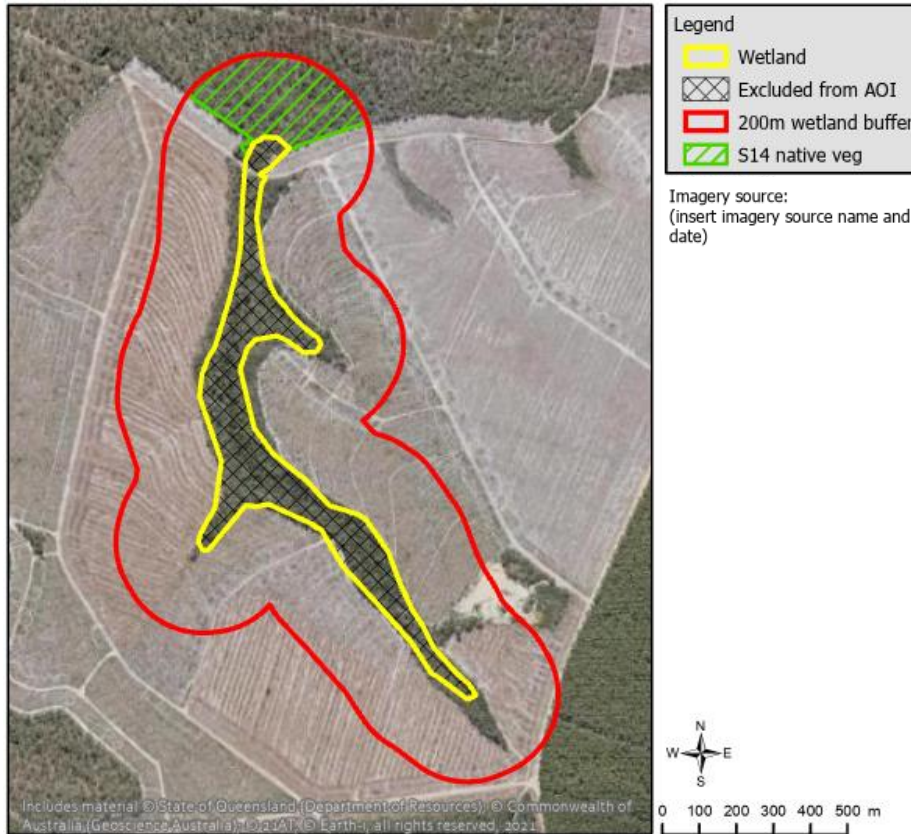 Legend
Wetland
Excluded from AOI
200m wetland buffer
S14 native veg
Imagery source:
(insert imagery source name and
date)
N
W E
S
0 100 200 300 400 500 m
Includes material © State of Queensland (Department of Resources); © Commonwealth of
Australia (Geoscience Australia); © 21AT, © Earth-i, all rights reserved, 2021